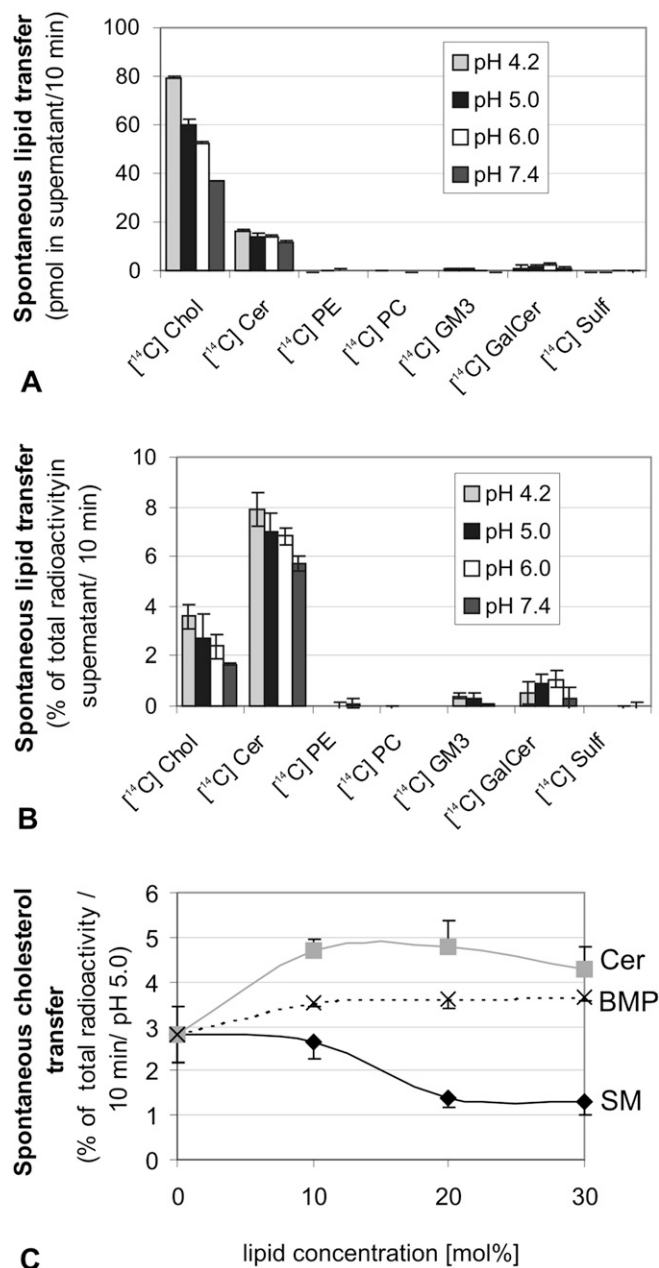 Spontaneous lipid transfer
(pmol in supernatant/10 min)
100
80
60
40
20
0
pH 4.2
pH 5.0
pH 6.0
pH 7.4
[¹⁴C] Chol
[¹⁴C] Cer
[¹⁴C] PE
[¹⁴C] PC
[¹⁴C] GM3
[¹⁴C] GalCer
[¹⁴C] Sulf
A
Spontaneous lipid transfer
(% of total radioactivityin
supernatant/ 10 min)
10
8
6
4
2
0
pH 4.2
pH 5.0
pH 6.0
pH 7.4
[¹⁴C] Chol
[¹⁴C] Cer
[¹⁴C] PE
[¹⁴C] PC
[¹⁴C] GM3
[¹⁴C] GalCer
[¹⁴C] Sulf
B
Spontaneous cholesterol
transfer
(% of total radioactivity /
10 min/ pH 5.0)
6
5
4
3
2
1
0
Cer
BMP
SM
0 10 20 30
lipid concentration [mol%]
C